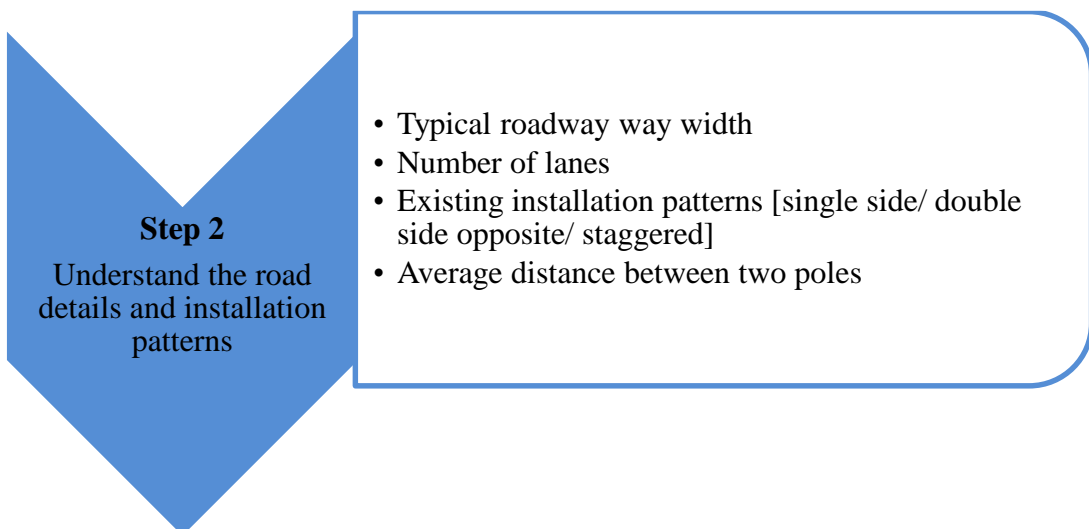 Step 2
Understand the road
details and installation
patterns
• Typical roadway way width
• Number of lanes
• Existing installation patterns [single side/ double
side opposite/ staggered]
• Average distance between two poles